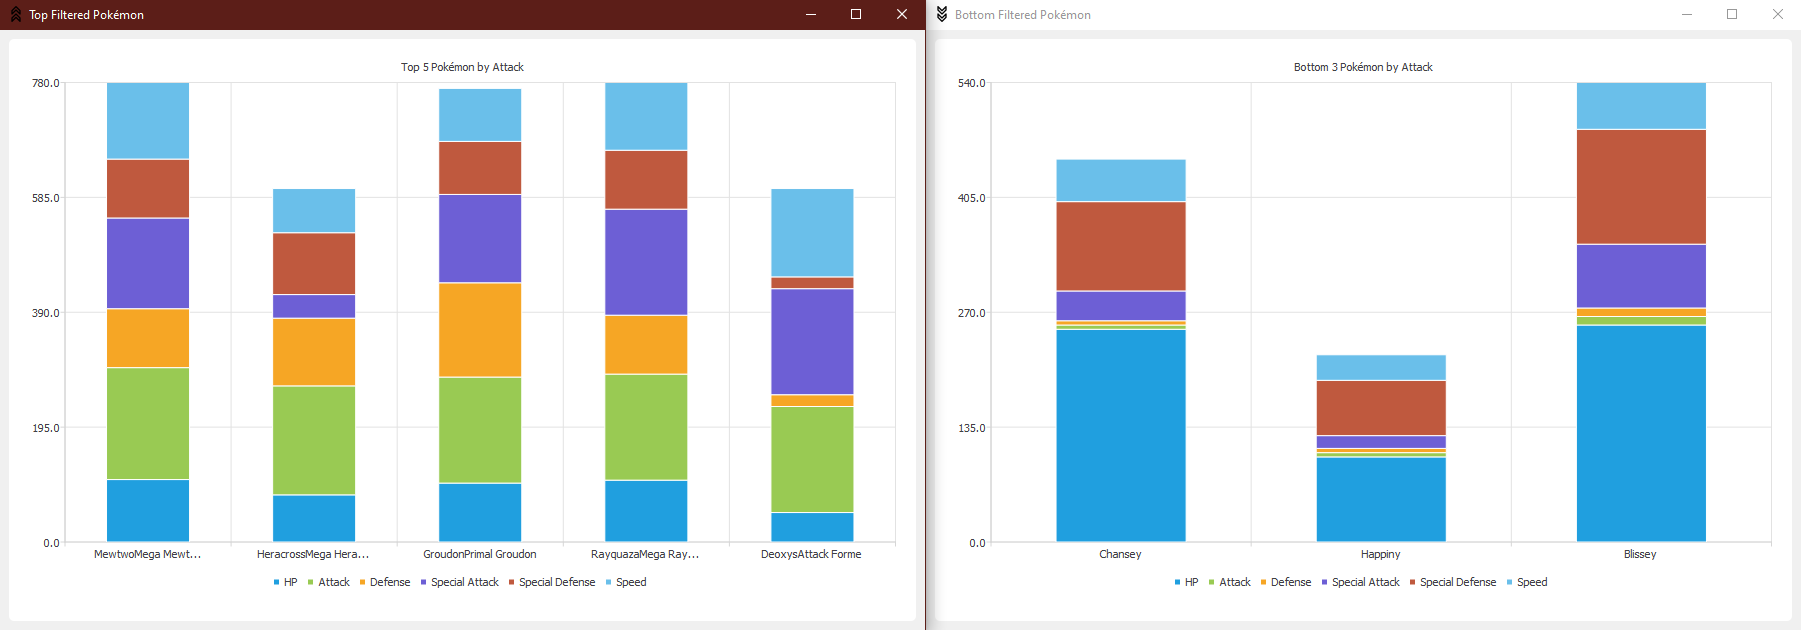 Top Filtered Pokémon
Top 5 Pokémon by Attack
780.0
585.0
390.0
195.0
0.0
MewtwoMega Mewt... HeracrossMega Hera... GroudonPrimal Groudon RayquazaMega Ray... DeoxysAttack Forme
HP Attack Defense Special Attack Special Defense Speed
Bottom Filtered Pokémon
Bottom 3 Pokémon by Attack
540.0
405.0
270.0
135.0
0.0
Chansey Happiny Blissey
HP Attack Defense Special Attack Special Defense Speed